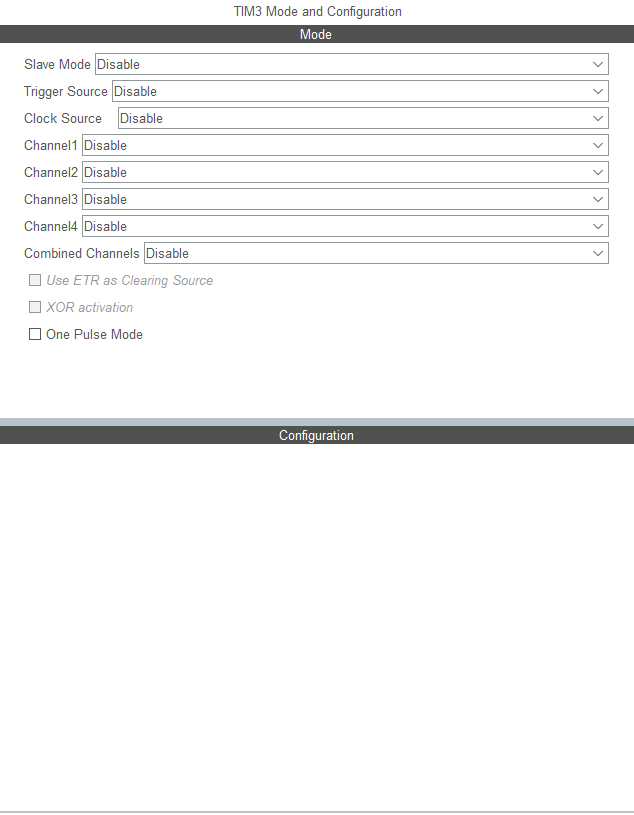 TIM3 Mode and Configuration
Mode
Slave Mode Disable
Trigger Source Disable
Clock Source Disable
Channel1 Disable
Channel2 Disable
Channel3 Disable
Channel4 Disable
Combined Channels Disable
Use ETR as Clearing Source
XOR activation
One Pulse Mode
Configuration